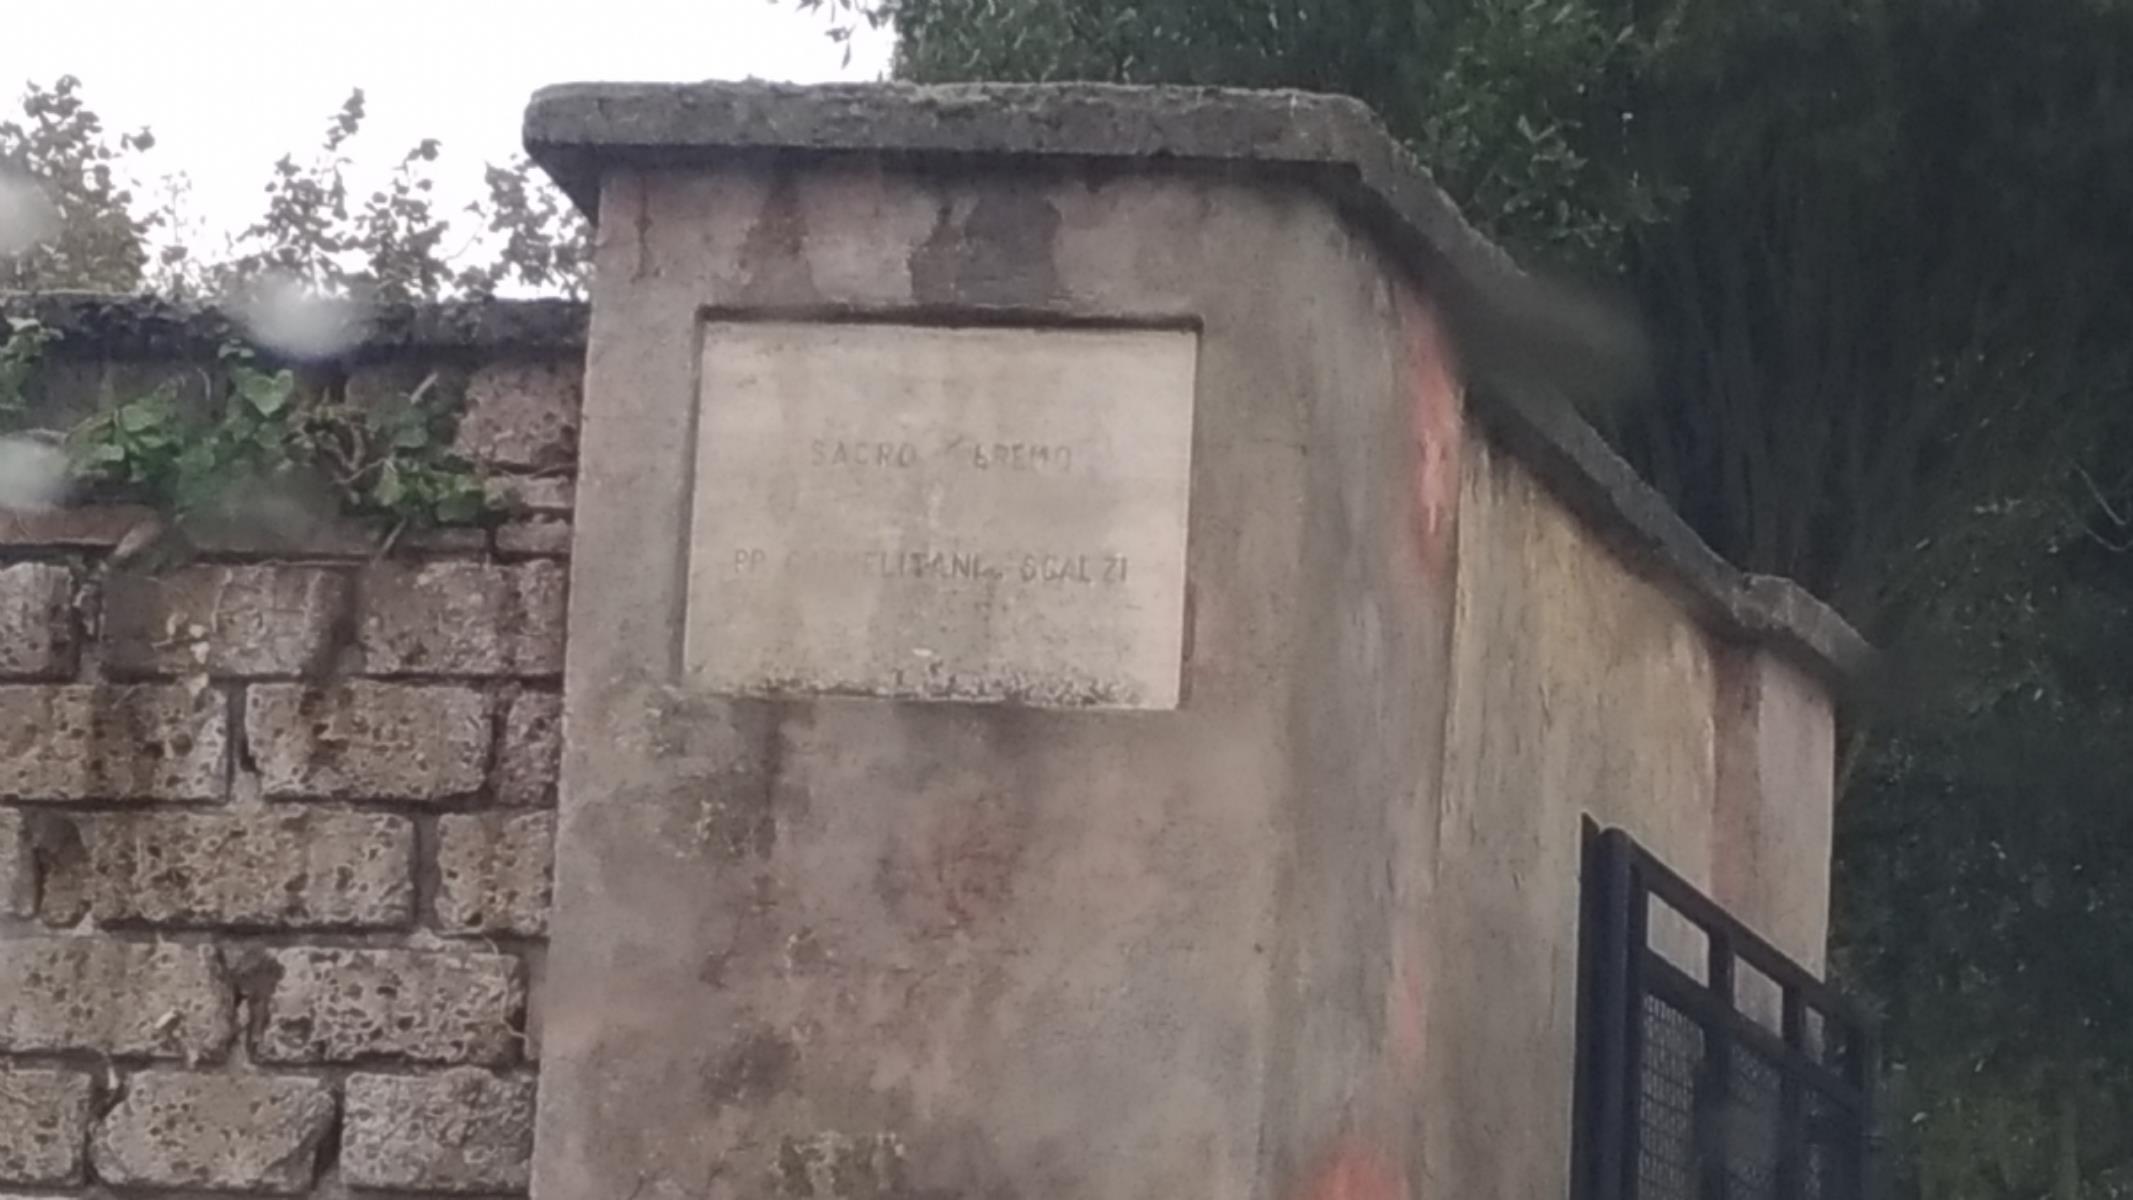 SACRO EREMO
PP. CARMELITANI SCALZI